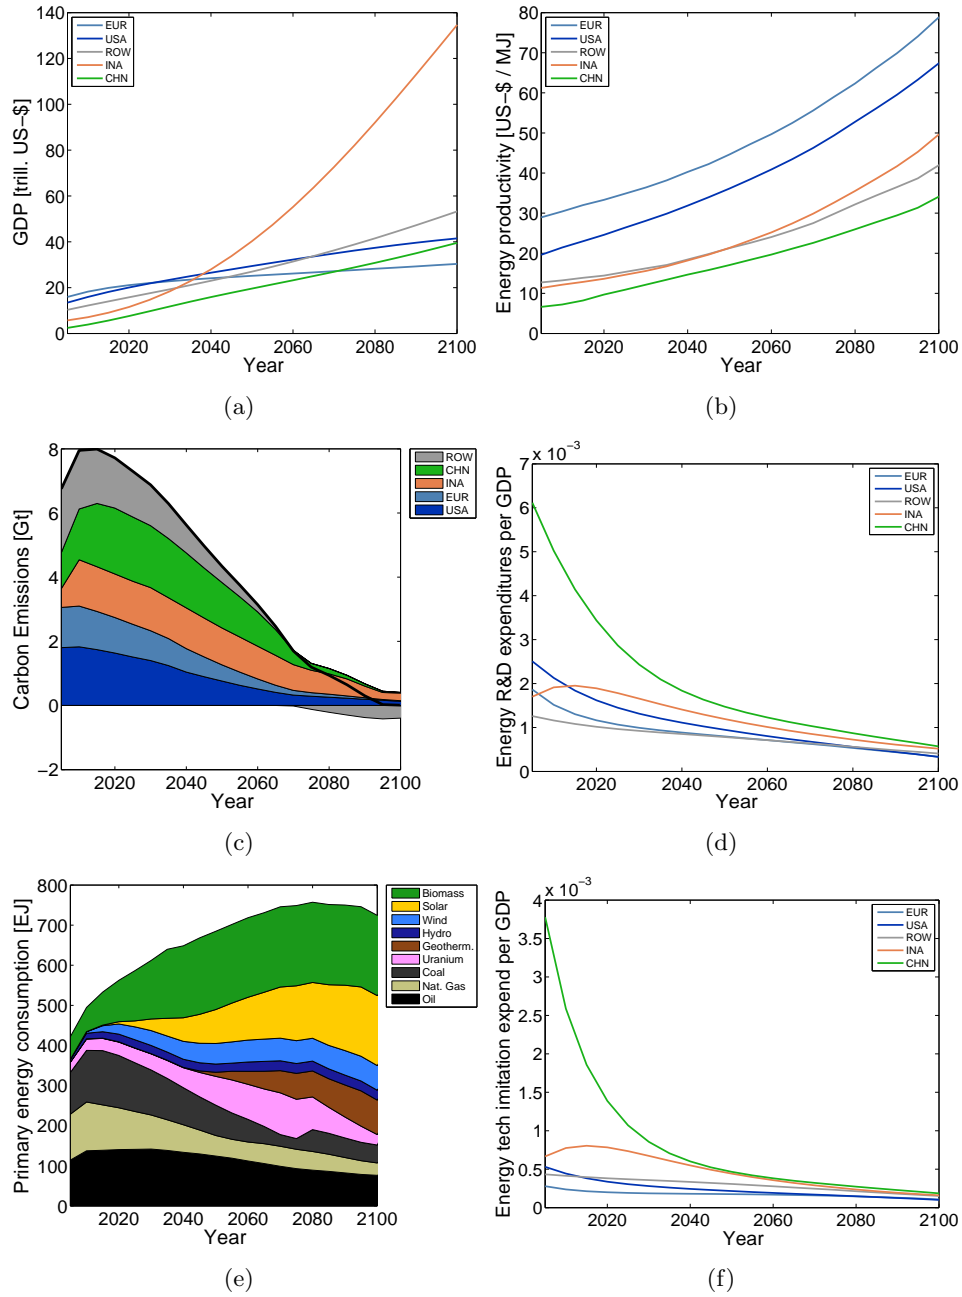 EUR
USA
ROW
INA
CHN
GDP [trill. US-$]
0
20
40
60
80
100
120
140
2020
2040
2060
2080
2100
Year
(a)
EUR
USA
ROW
INA
CHN
Energy productivity [US-$ / MJ]
0
10
20
30
40
50
60
70
80
2020
2040
2060
2080
2100
Year
(b)
ROW
CHN
INA
EUR
USA
Carbon Emissions [Gt]
-2
0
2
4
6
8
2020
2040
2060
2080
2100
Year
(c)
x 10-3
EUR
USA
ROW
INA
CHN
Energy R&D expenditures per GDP
0
1
2
3
4
5
6
7
2020
2040
2060
2080
2100
Year
(d)
Biomass
Solar
Wind
Hydro
Geotherm.
Uranium
Coal
Nat. Gas
Oil
Primary energy consumption [EJ]
0
100
200
300
400
500
600
700
800
2020
2040
2060
2080
2100
Year
(e)
x 10-3
EUR
USA
ROW
INA
CHN
Energy tech imitation expend per GDP
0
0.5
1
1.5
2
2.5
3
3.5
4
2020
2040
2060
2080
2100
Year
(f)